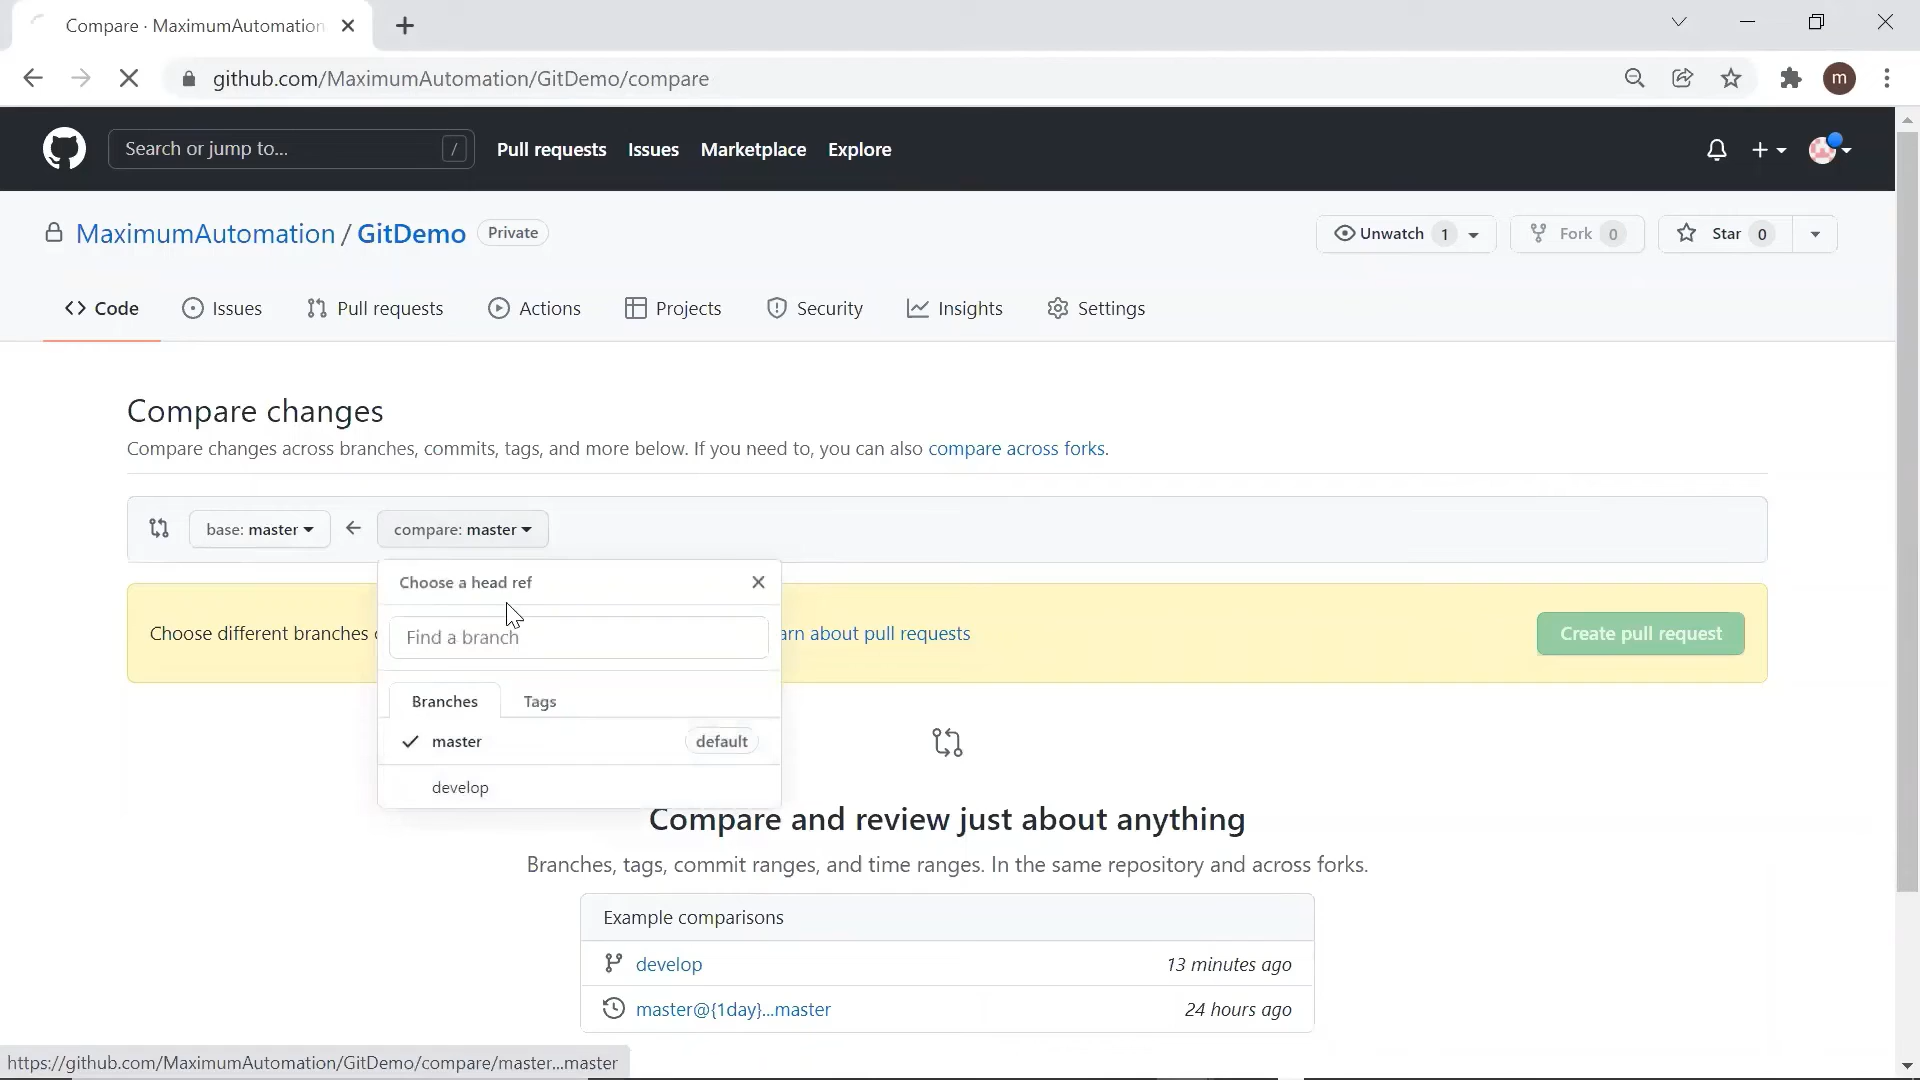 Compare · MaximumAutomation
github.com/MaximumAutomation/GitDemo/compare
m
Search or jump to...
/
Pull requests
Issues
Marketplace
Explore
MaximumAutomation / GitDemo
Private
Unwatch 1
Fork 0
Star 0
Code
Issues
Pull requests
Actions
Projects
Security
Insights
Settings
Compare changes
Compare changes across branches, commits, tags, and more below. If you need to, you can also compare across forks.
base: master
compare: master
Choose a head ref
Find a branch
Choose different branches
arn about pull requests
Create pull request
Branches
Tags
master
default
develop
Compare and review just about anything
Branches, tags, commit ranges, and time ranges. In the same repository and across forks.
Example comparisons
develop
13 minutes ago
master@{1day}...master
24 hours ago
https://github.com/MaximumAutomation/GitDemo/compare/master...master